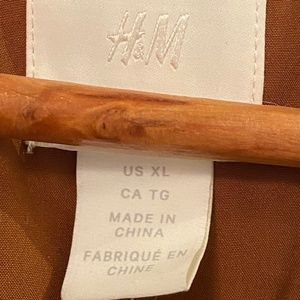 H&M
US XL
CA TG
MADE IN
CHINA
FABRIQUÉ EN
CHINE